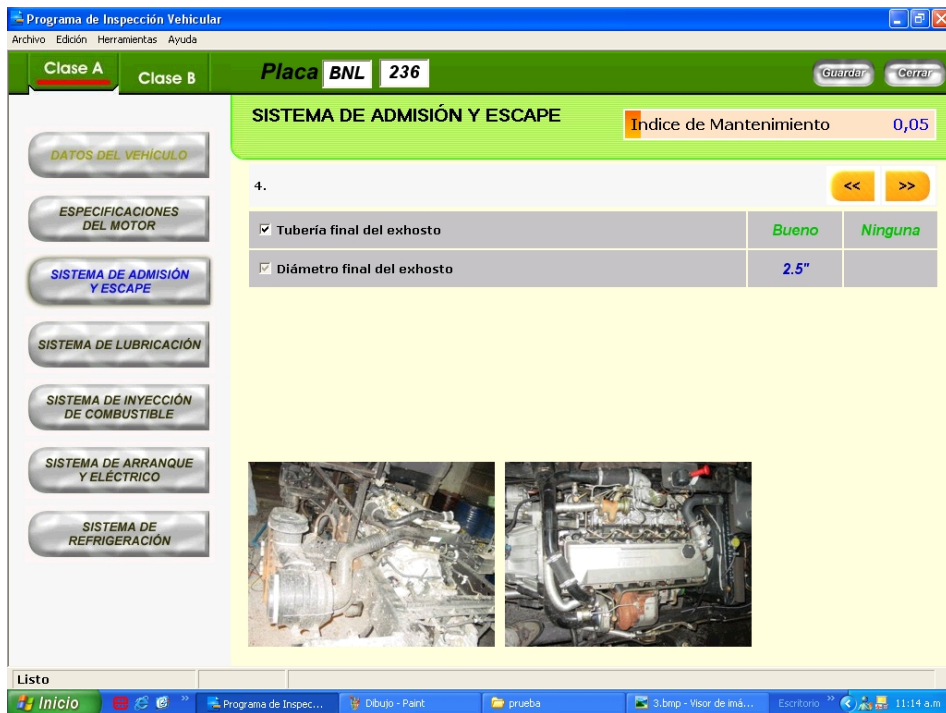 Programa de Inspección Vehicular
Archivo Edición Herramientas Ayuda
Clase A
Clase B
Placa BNL 236
Guardar
Cerrar
SISTEMA DE ADMISIÓN Y ESCAPE
Indice de Mantenimiento 0,05
DATOS DEL VEHÍCULO
ESPECIFICACIONES
DEL MOTOR
SISTEMA DE ADMISIÓN
Y ESCAPE
SISTEMA DE LUBRICACIÓN
SISTEMA DE INYECCIÓN
DE COMBUSTIBLE
SISTEMA DE ARRANQUE
Y ELÉCTRICO
SISTEMA DE
REFRIGERACIÓN
4.
<< >>
Tubería final del exhosto Bueno Ninguna
Diámetro final del exhosto 2.5"
Listo
Inicio
Programa de Inspec...
Dibujo - Paint
prueba
3.bmp - Visor de imá...
Escritorio
11:14 a.m.